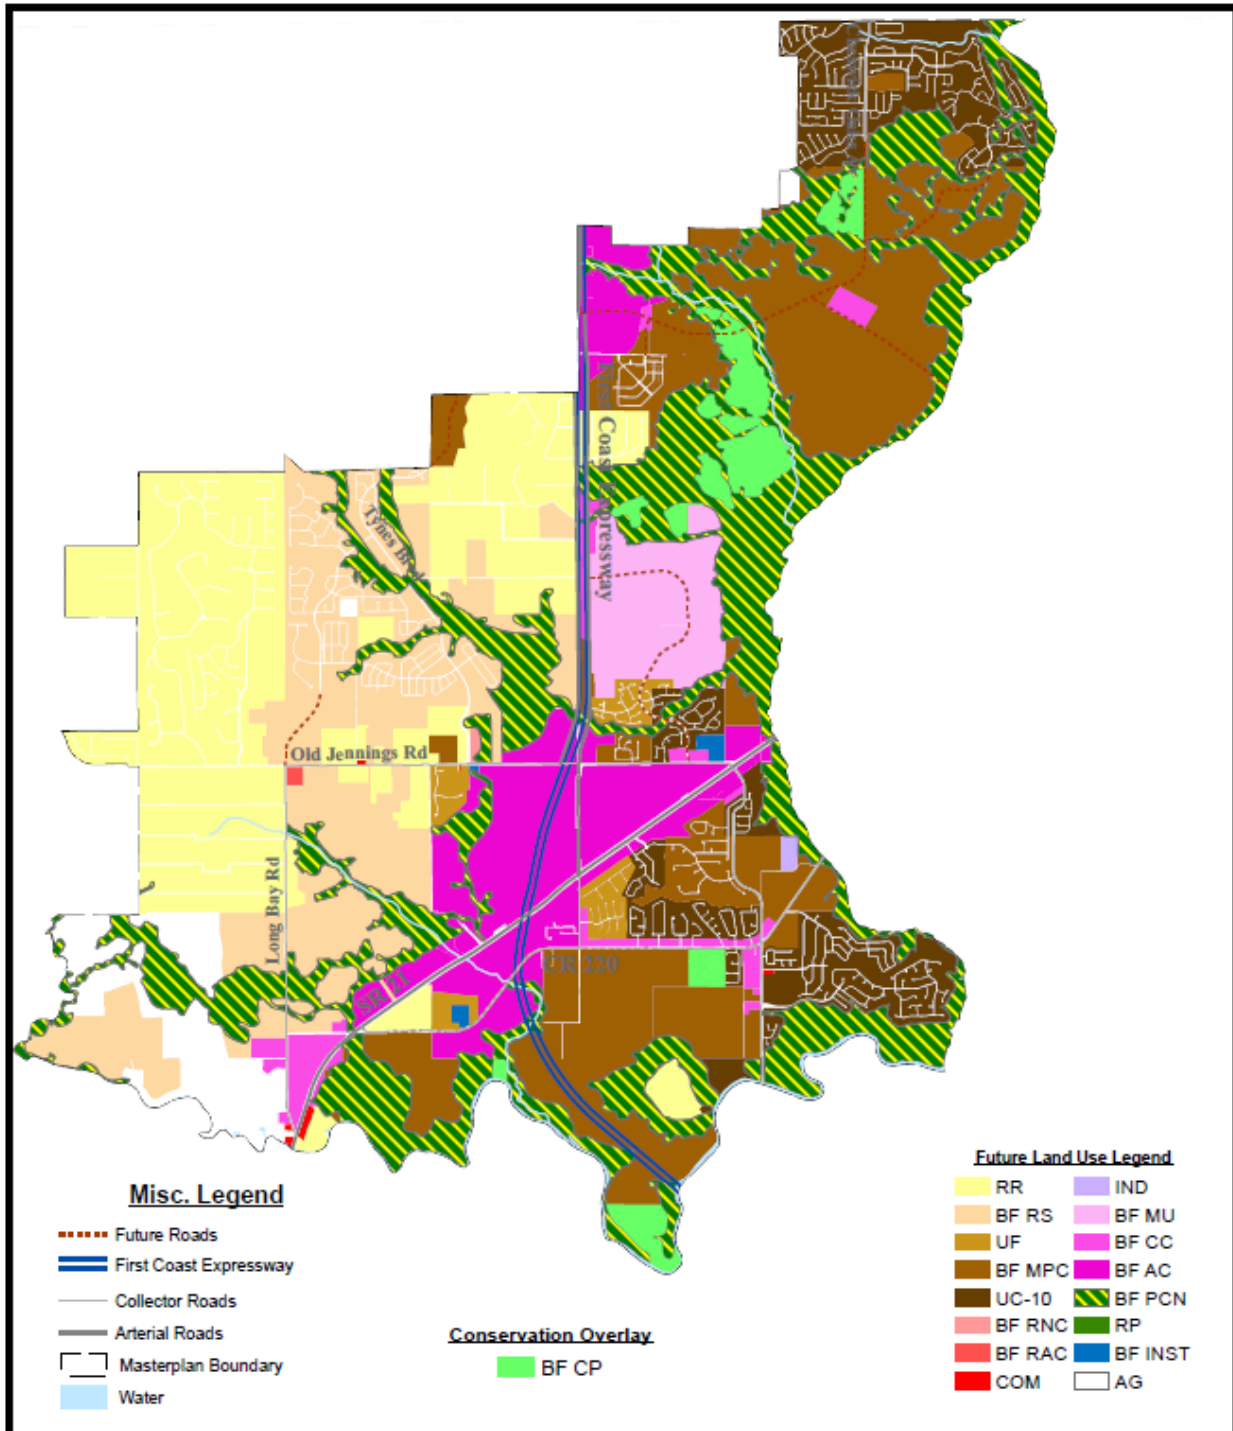 First Coast Expressway
Tynes Blvd
Old Jennings Rd
Long Bay Rd
SR 21
CR 220
Misc. Legend
Future Roads
First Coast Expressway
Collector Roads
Arterial Roads
Masterplan Boundary
Water
Conservation Overlay
BF CP
Future Land Use Legend
RR
IND
BF RS
BF MU
UF
BF CC
BF MPC
BF AC
UC-10
BF PCN
BF RNC
RP
BF RAC
BF INST
COM
AG